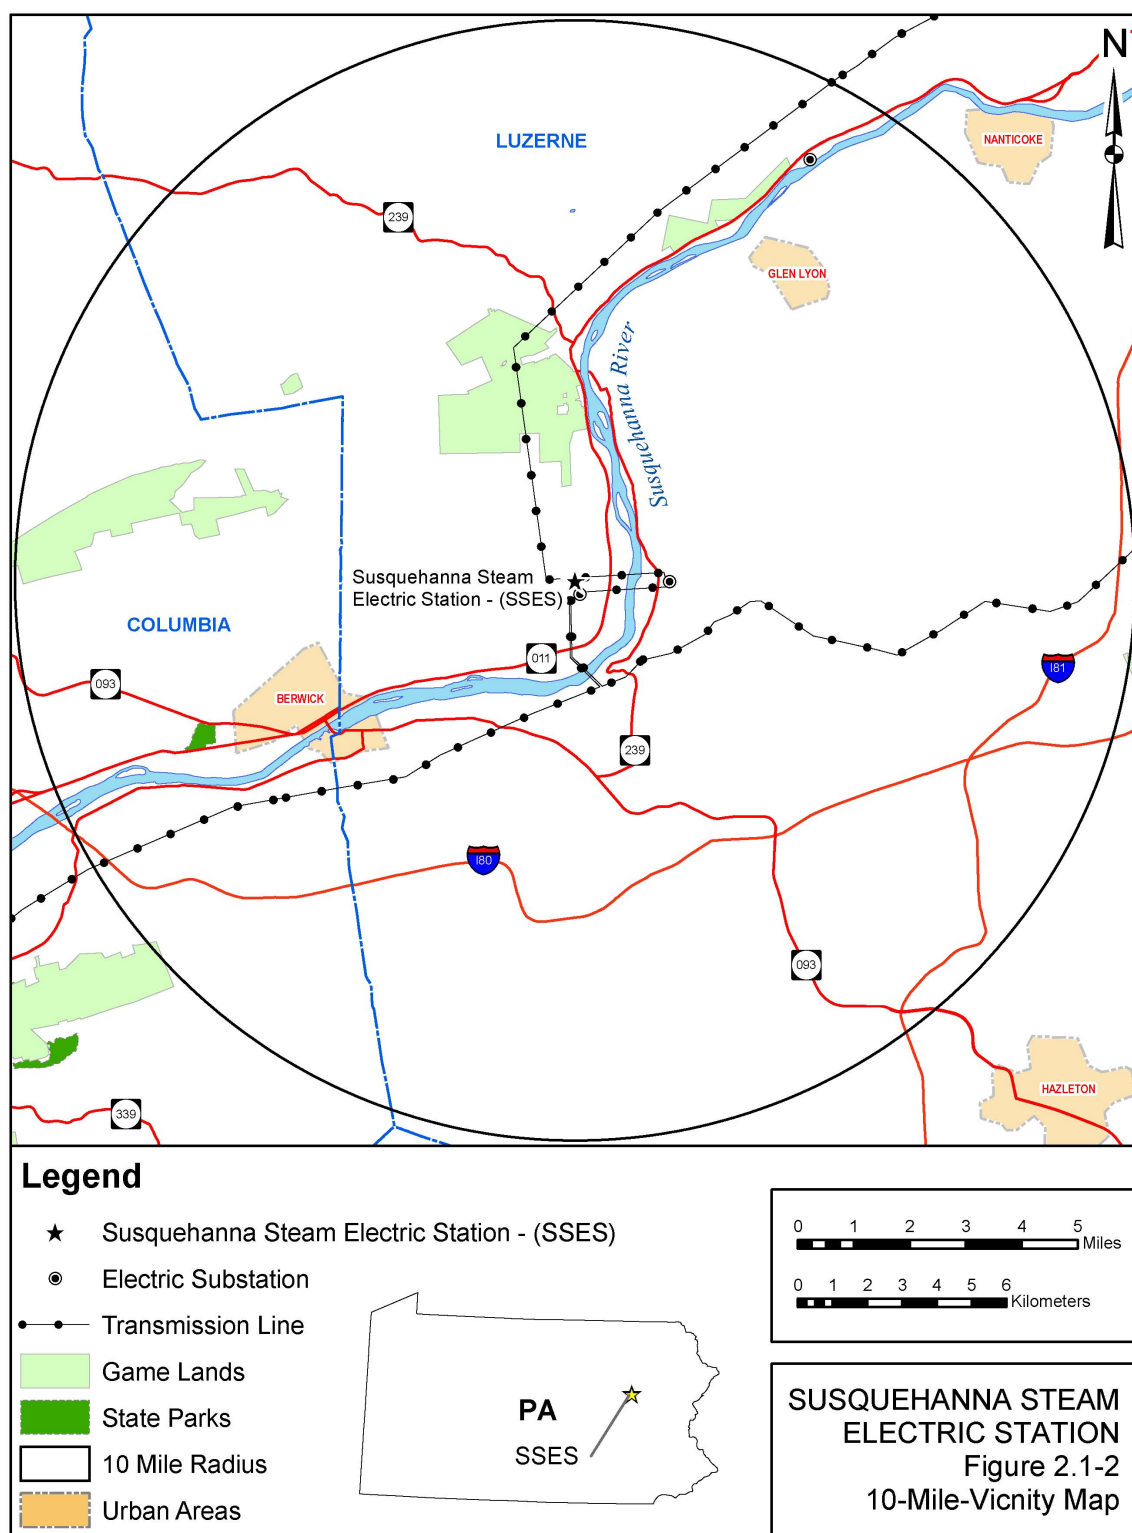 N
LUZERNE
NANTICOKE
239
GLEN LYON
Susquehanna River
Susquehanna Steam
Electric Station - (SSES)
COLUMBIA
011
I81
093
BERWICK
239
I80
093
HAZLETON
339
Legend
Susquehanna Steam Electric Station - (SSES)
Electric Substation
Transmission Line
Game Lands
State Parks
10 Mile Radius
Urban Areas
PA
SSES
0 1 2 3 4 5
Miles
0 1 2 3 4 5 6
Kilometers
SUSQUEHANNA STEAM
ELECTRIC STATION
Figure 2.1-2
10-Mile-Vicnity Map